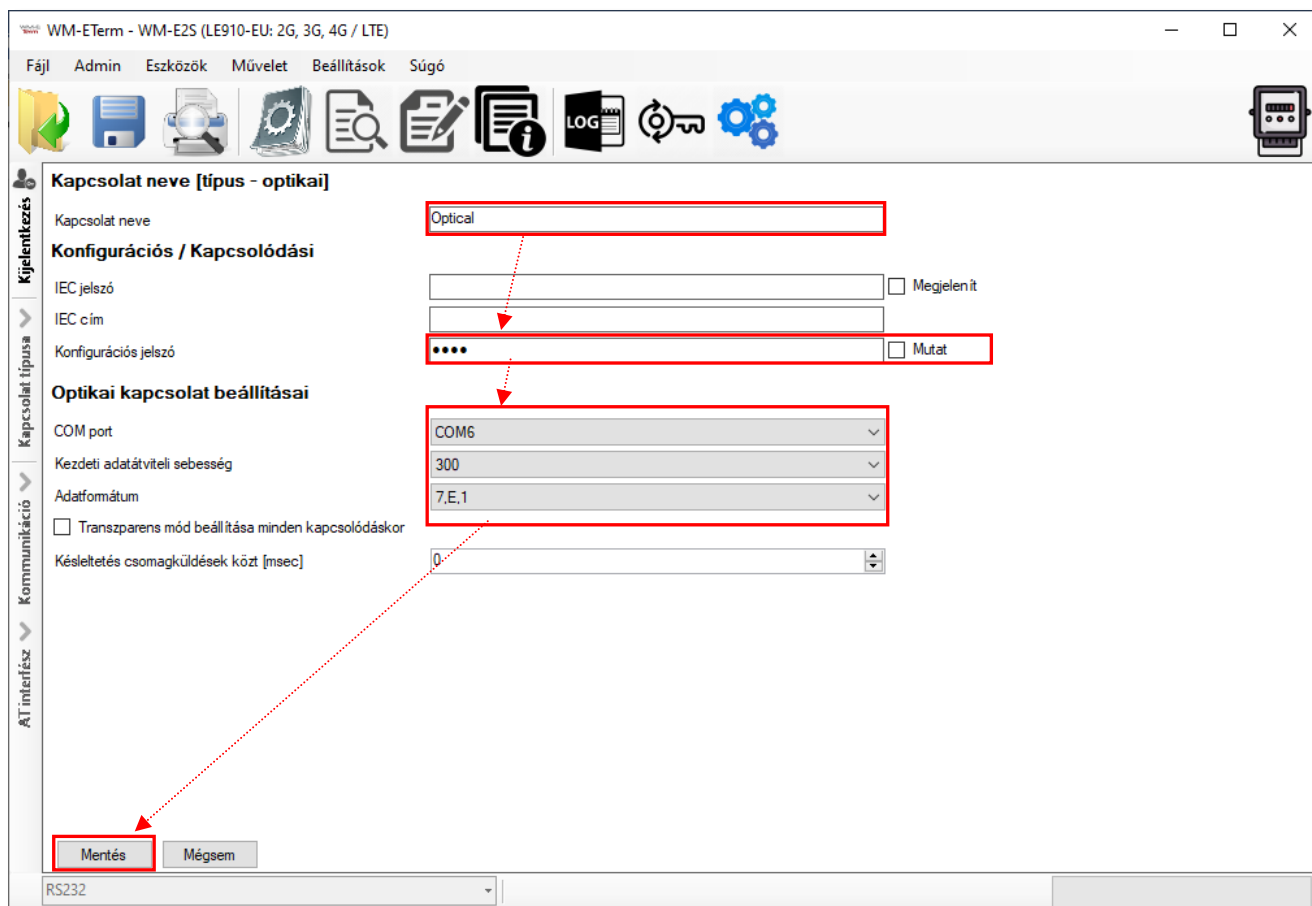 WM-ETerm - WM-E2S (LE910-EU: 2G, 3G, 4G / LTE)
Fájl Admin Eszközök Művelet Beállítások Súgó
LOG
Kijelentkezés
Kapcsolat típusa
Kommunikáció
AT interfész
Kapcsolat neve [típus - optikai]
Kapcsolat neve Optical
Konfigurációs / Kapcsolódási
IEC jelszó Megjelenít
IEC cím
Konfigurációs jelszó •••• Mutat
Optikai kapcsolat beállításai
COM port COM6
Kezdeti adatátviteli sebesség 300
Adatformátum 7,E,1
Transzparens mód beállítása minden kapcsolódáskor
Késleltetés csomagküldések közt [msec] 0
Mentés Mégsem
RS232